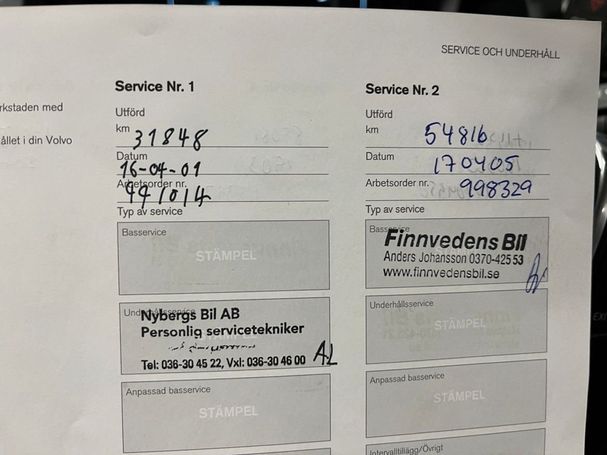 SERVICE OCH UNDERHÅLL
rkstaden med
ållet i din Volvo
Service Nr. 1
Utförd
km 31848
Datum 16-04-01
Arbetsorder nr. 441014
Typ av service
Basservice
STÄMPEL
Underhållsservice
Nybergs Bil AB
Personlig servicetekniker
Tel: 036-30 45 22, Vxl: 036-30 46 00 AL
Anpassad basservice
STÄMPEL
Service Nr. 2
Utförd
km 54816
Datum 170405
Arbetsorder nr. 998329
Typ av service
Finnvedens Bil
Anders Johansson 0370-425 53
www.finnvedensbil.se
Underhållsservice
STÄMPEL
Anpassad basservice
STÄMPEL
Intervalltillägg/Övrigt